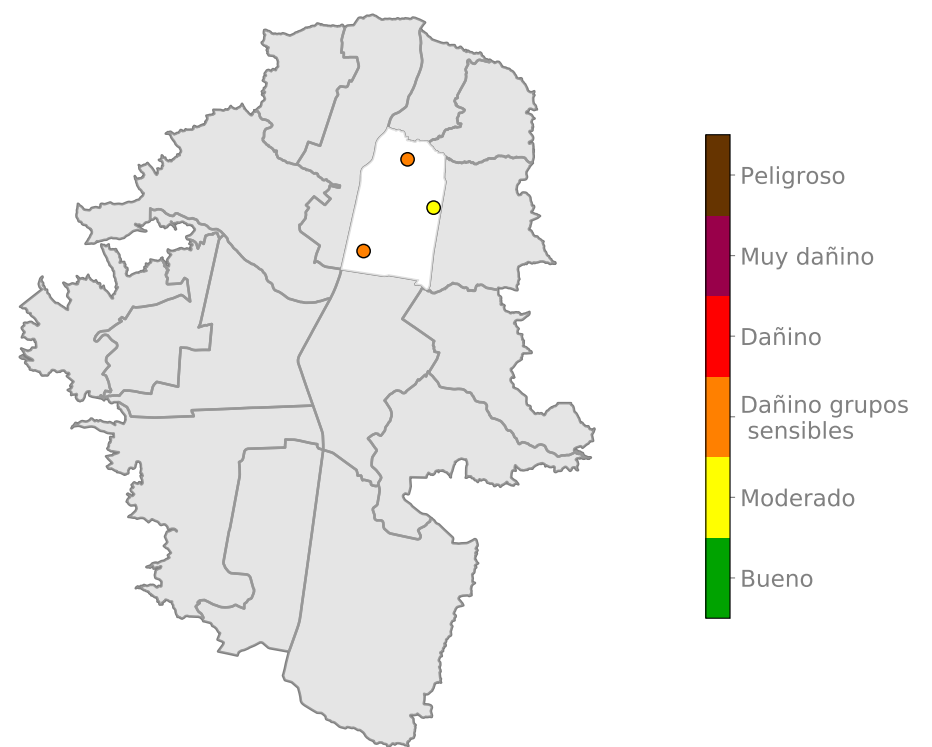 Peligroso
Muy dañino
Dañino
Dañino grupos
sensibles
Moderado
Bueno